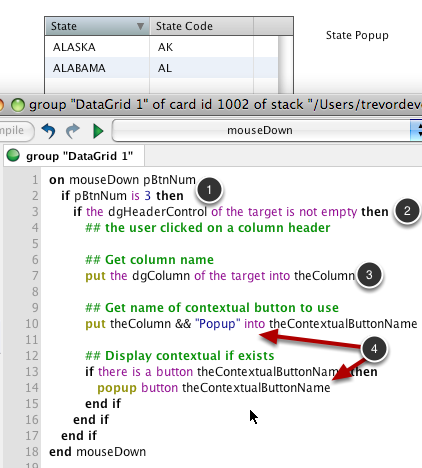 State State Code
State Popup
ALASKA AK
ALABAMA AL
group "DataGrid 1" of card id 1002 of stack "/Users/trevordev
mpile mouseDown
group "DataGrid 1"
1 on mouseDown pBtnNum
2 if pBtnNum is 3 then 1
3 if the dgHeaderControl of the target is not empty then 2
4 ## the user clicked on a column header
5
6 ## Get column name
7 put the dgColumn of the target into theColumn 3
8
9 ## Get name of contextual button to use
10 put theColumn && "Popup" into theContextualButtonName
11
4
12 ## Display contextual if exists
13 if there is a button theContextualButtonName then
14 popup button theContextualButtonName
15 end if
16 end if
17 end if
18 end mouseDown
19